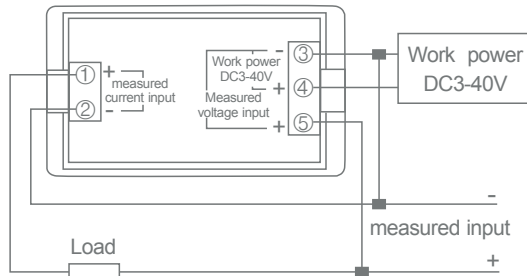 ① +
② -
measured
current input
- ③
Work power
DC3-40V
+ ④
Measured
voltage input
+ ⑤
Work power
DC3-40V
-
measured input
+
Load